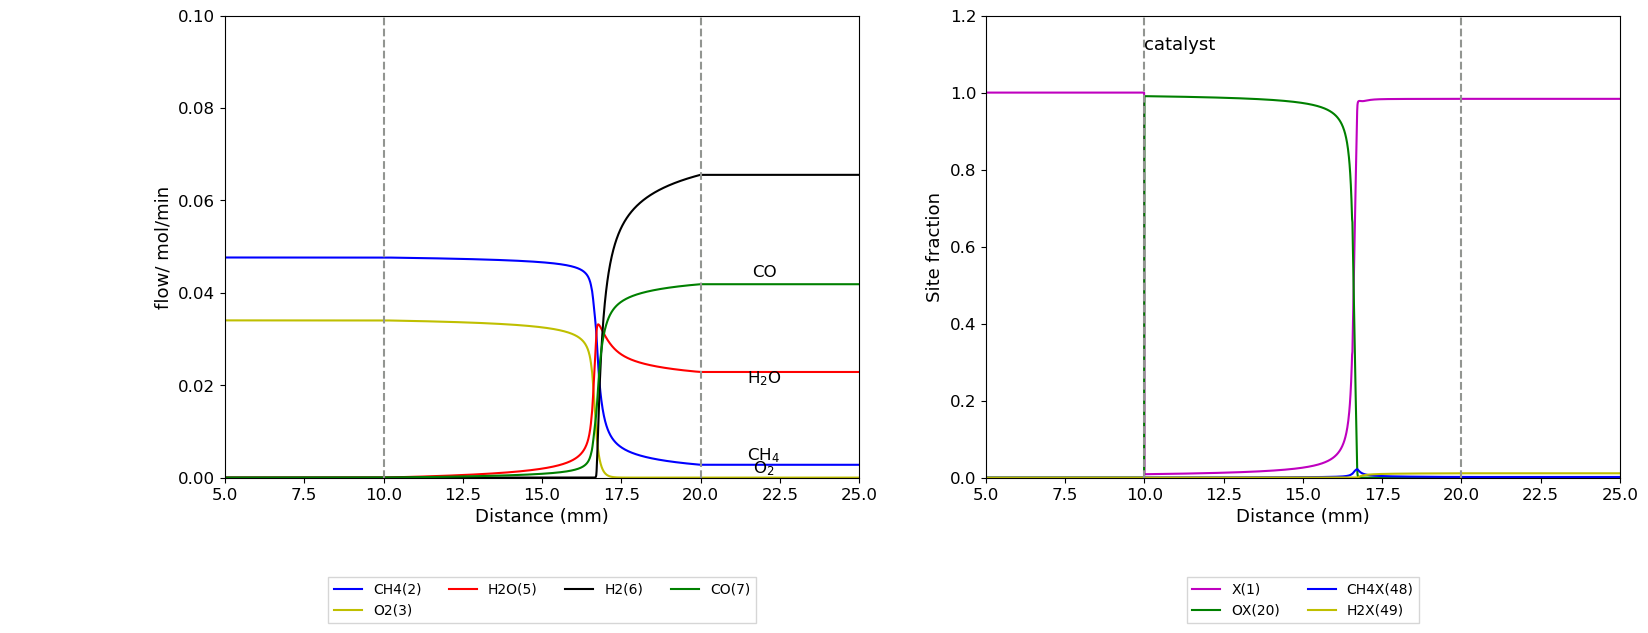 0.10
0.08
0.06
0.04
0.02
0.00
flow/ mol/min
CO
H₂O
CH₄
O₂
5.0 7.5 10.0 12.5 15.0 17.5 20.0 22.5 25.0
Distance (mm)
CH4(2) H2O(5) H2(6) CO(7)
O2(3)
1.2
1.0
0.8
0.6
0.4
0.2
0.0
Site fraction
catalyst
5.0 7.5 10.0 12.5 15.0 17.5 20.0 22.5 25.0
Distance (mm)
X(1) CH4X(48)
OX(20) H2X(49)